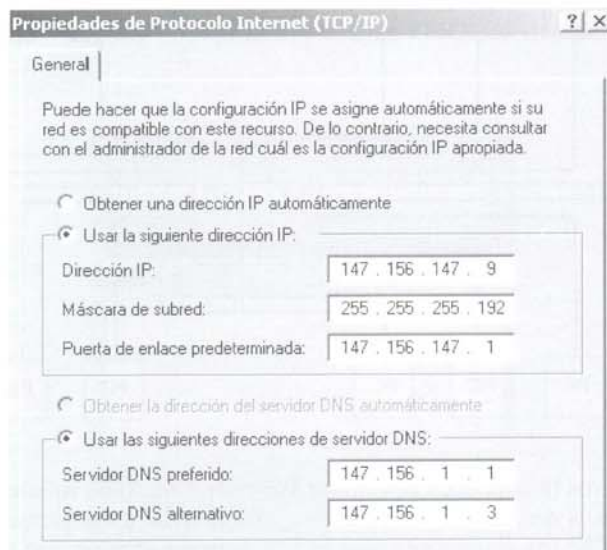 Propiedades de Protocolo Internet (TCP/IP) ? ×
General
Puede hacer que la configuración IP se asigne automáticamente si su
red es compatible con este recurso. De lo contrario, necesita consultar
con el administrador de la red cuál es la configuración IP apropiada.
Obtener una dirección IP automáticamente
Usar la siguiente dirección IP:
Dirección IP: 147 . 156 . 147 . 9
Máscara de subred: 255 . 255 . 255 . 192
Puerta de enlace predeterminada: 147 . 156 . 147 . 1
Obtener la dirección del servidor DNS automáticamente
Usar las siguientes direcciones de servidor DNS:
Servidor DNS preferido: 147 . 156 . 1 . 1
Servidor DNS alternativo: 147 . 156 . 1 . 3